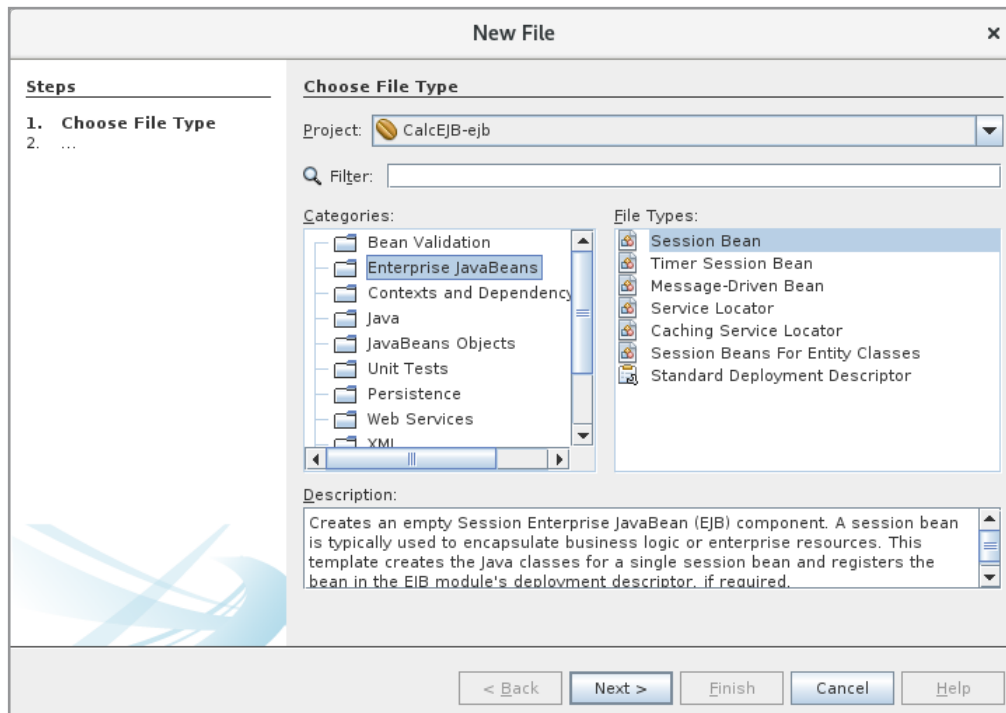 New File
Steps
1. Choose File Type
2. ...
Choose File Type
Project: CalcEJB-ejb
Filter:
Categories:
Bean Validation
Enterprise JavaBeans
Contexts and Dependency
Java
JavaBeans Objects
Unit Tests
Persistence
Web Services
XML
File Types:
Session Bean
Timer Session Bean
Message-Driven Bean
Service Locator
Caching Service Locator
Session Beans For Entity Classes
Standard Deployment Descriptor
Description:
Creates an empty Session Enterprise JavaBean (EJB) component. A session bean
is typically used to encapsulate business logic or enterprise resources. This
template creates the Java classes for a single session bean and registers the
bean in the EJB module's deployment descriptor, if required.
< Back
Next >
Finish
Cancel
Help